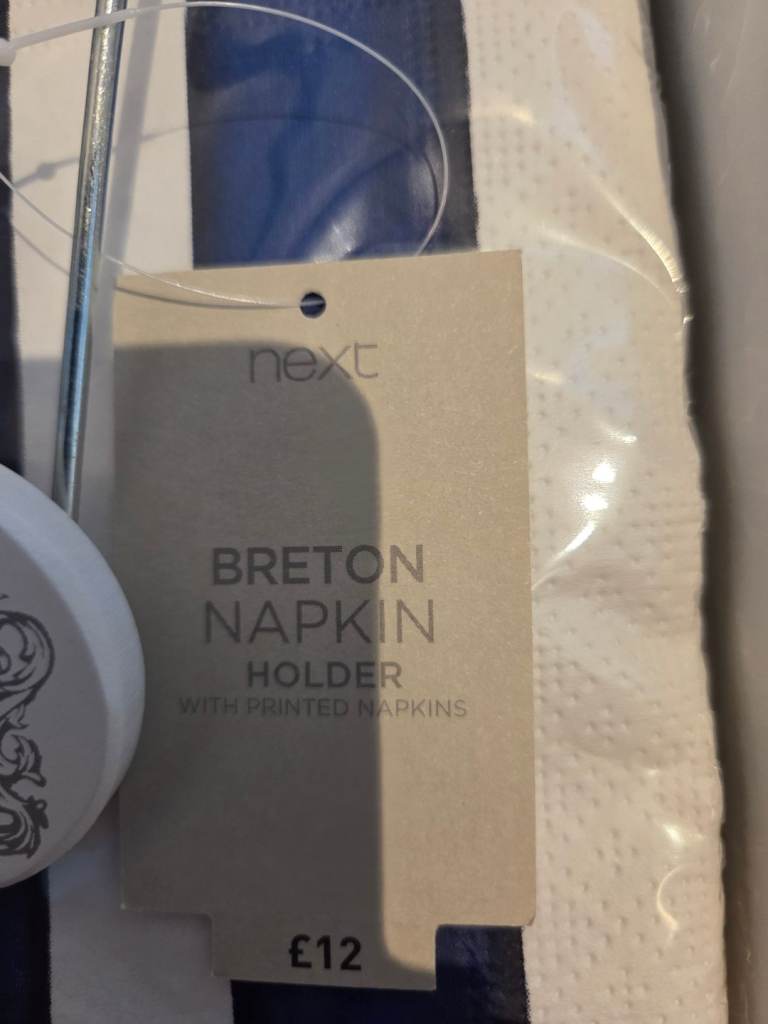 next
BRETON
NAPKIN
HOLDER
WITH PRINTED NAPKINS
£12